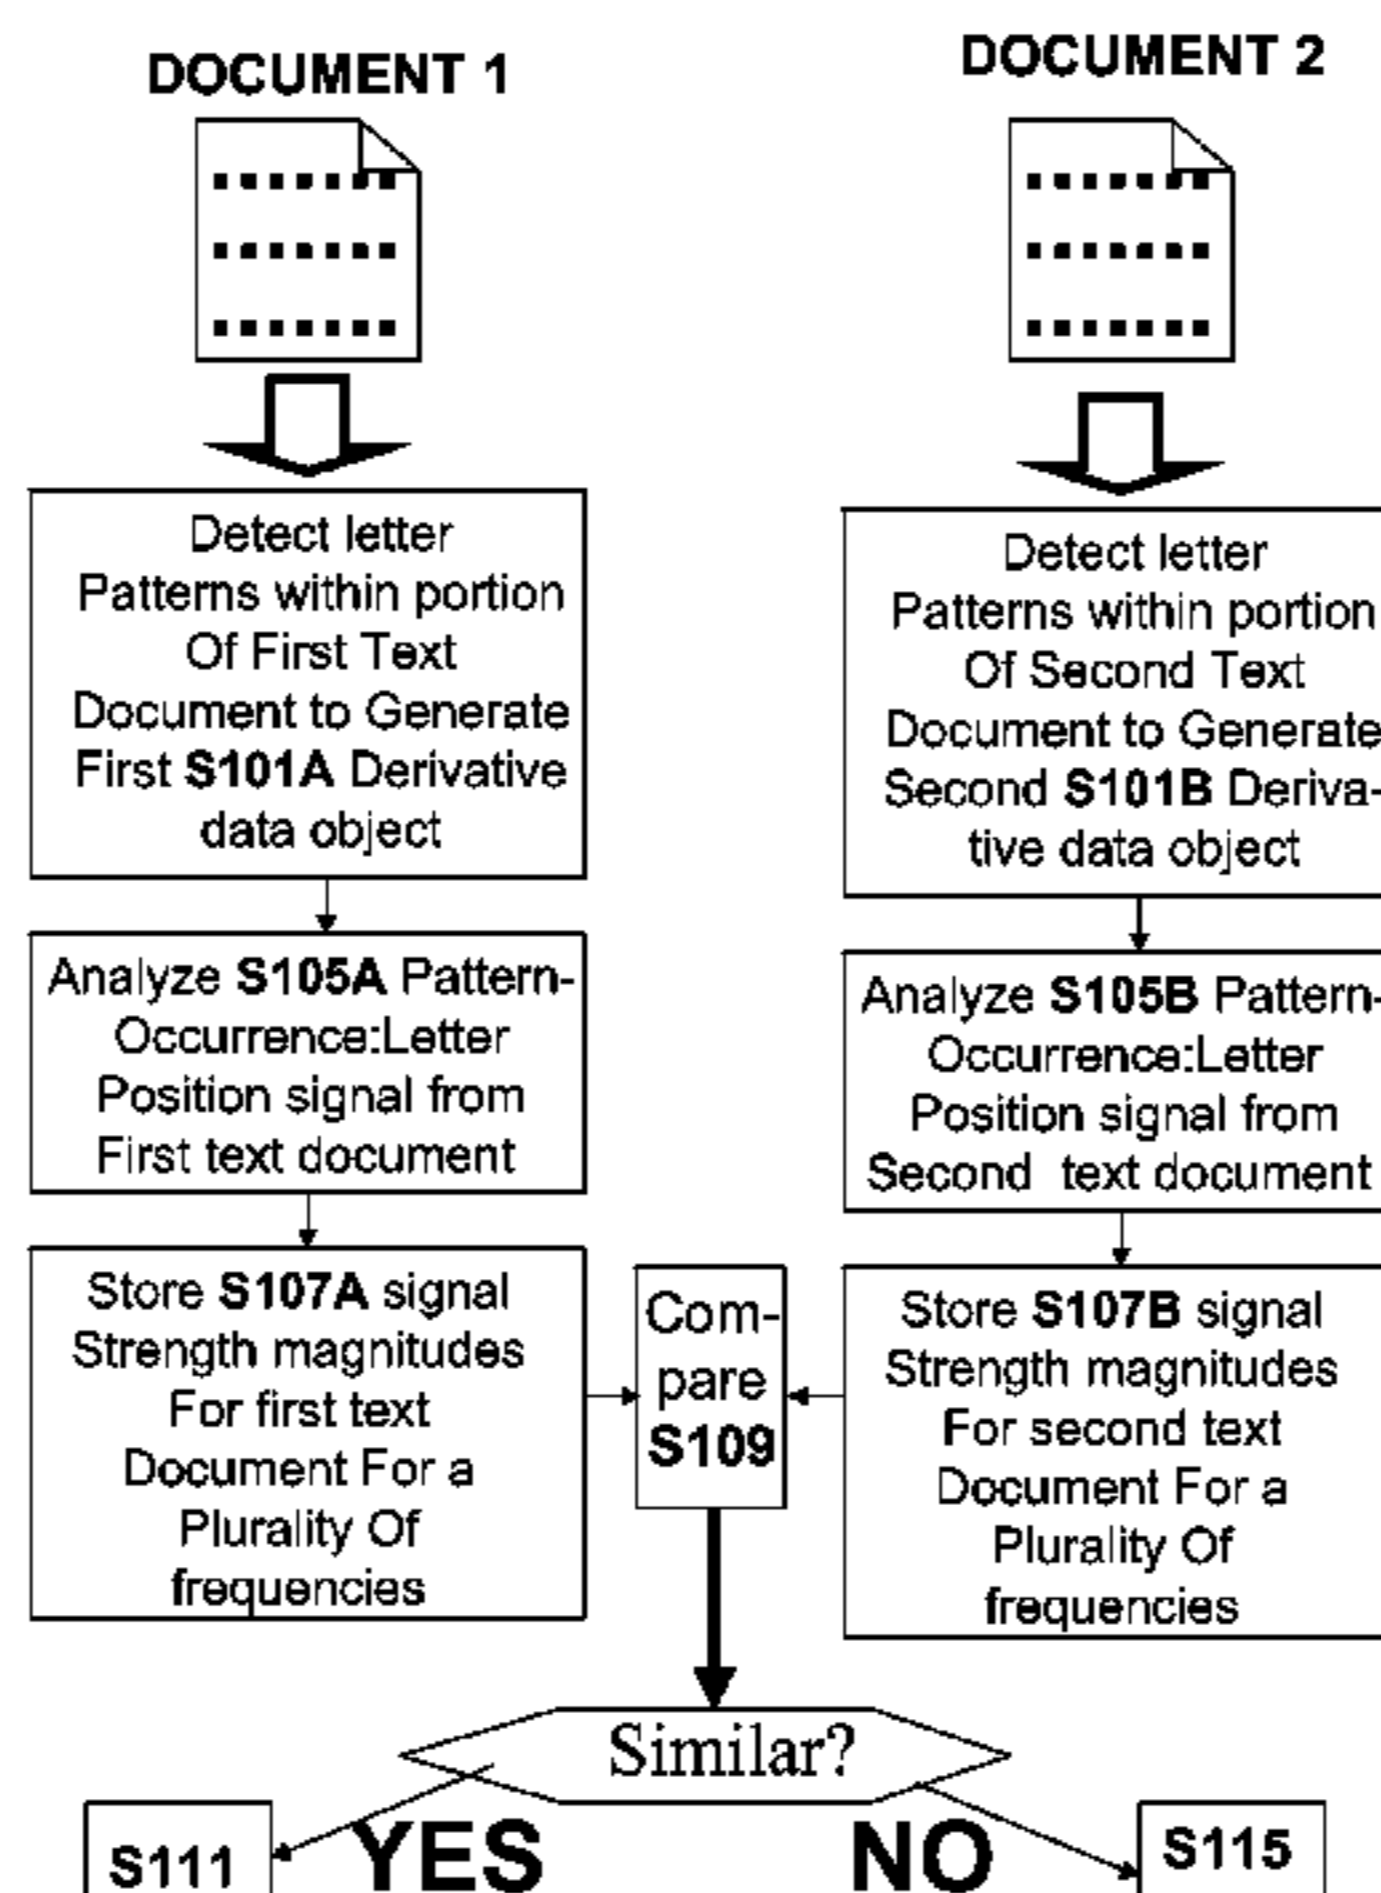 DOCUMENT 1
Detect letter
Patterns within portion
Of First Text
Document to Generate
First S101A Derivative
data object
Analyze S105A Pattern-
Occurrence:Letter
Position signal from
First text document
Store S107A signal
Strength magnitudes
For first text
Document For a
Plurality Of
frequencies
DOCUMENT 2
Detect letter
Patterns within portion
Of Second Text
Document to Generate
Second S101B Deriva-
tive data object
Analyze S105B Pattern-
Occurrence:Letter
Position signal from
Second text document
Store S107B signal
Strength magnitudes
For second text
Document For a
Plurality Of
frequencies
Com-
pare
S109
Similar?
YES
NO
S111
S115